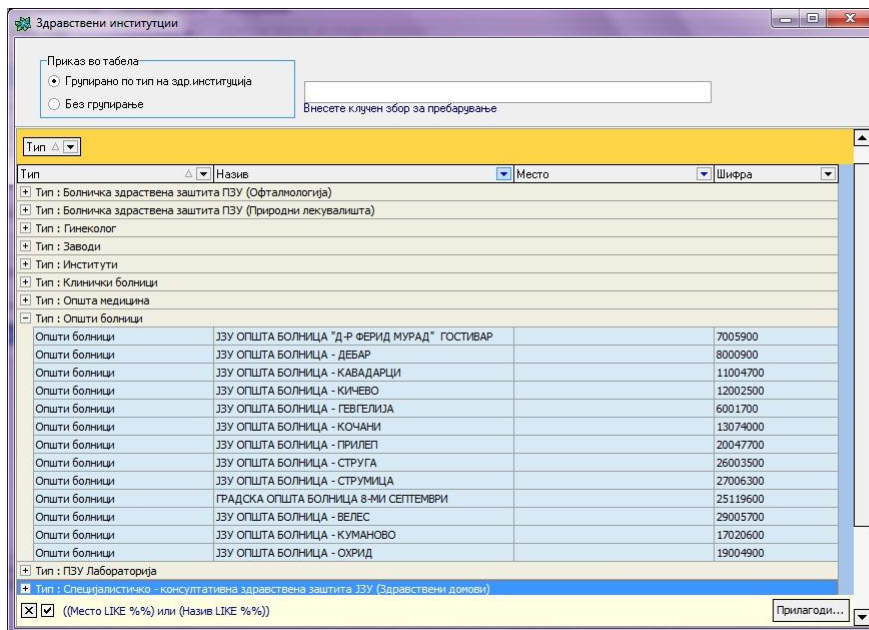 Здравствени институтции
Приказ во табела
Групирано по тип на здр.институција
Без групирање
Внесете клучен збор за пребарување
Тип
Тип Назив Место Шифра
Тип : Болничка здраствена заштита ПЗУ (Офталмологија)
Тип : Болничка здраствена заштита ПЗУ (Природни лекувалишта)
Тип : Гинеколог
Тип : Заводи
Тип : Институти
Тип : Клинички болници
Тип : Општа медицина
Тип : Општи болници
Општи болници ЈЗУ ОПШТА БОЛНИЦА "Д-Р ФЕРИД МУРАД" ГОСТИВАР 7005900
Општи болници ЈЗУ ОПШТА БОЛНИЦА - ДЕБАР 8000900
Општи болници ЈЗУ ОПШТА БОЛНИЦА - КАВАДАРЦИ 11004700
Општи болници ЈЗУ ОПШТА БОЛНИЦА - КИЧЕВО 12002500
Општи болници ЈЗУ ОПШТА БОЛНИЦА - ГЕВГЕЛИЈА 6001700
Општи болници ЈЗУ ОПШТА БОЛНИЦА - КОЧАНИ 13074000
Општи болници ЈЗУ ОПШТА БОЛНИЦА - ПРИЛЕП 20047700
Општи болници ЈЗУ ОПШТА БОЛНИЦА - СТРУГА 26003500
Општи болници ЈЗУ ОПШТА БОЛНИЦА - СТРУМИЦА 27006300
Општи болници ГРАДСКА ОПШТА БОЛНИЦА 8-МИ СЕПТЕМВРИ 25119600
Општи болници ЈЗУ ОПШТА БОЛНИЦА - ВЕЛЕС 29005700
Општи болници ЈЗУ ОПШТА БОЛНИЦА - КУМАНОВО 17020600
Општи болници ЈЗУ ОПШТА БОЛНИЦА - ОХРИД 19004900
Тип : ПЗУ Лабораторија
Тип : Специјалистичко - консултативна здравствена заштита ЈЗУ (Здравствени домови)
((Место LIKE %%) или (Назив LIKE %%)) Прилагоди...